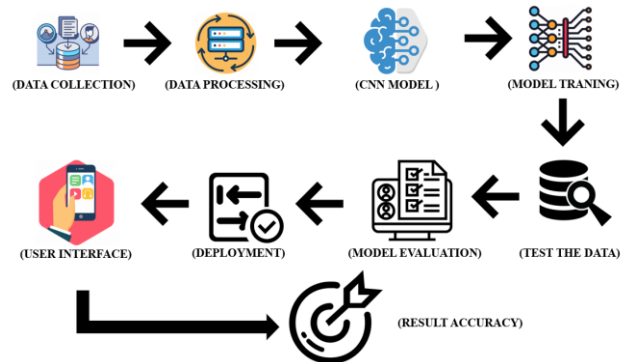 (DATA COLLECTION) (DATA PROCESSING) (CNN MODEL ) (MODEL TRANING)
(USER INTERFACE) (DEPLOYMENT) (MODEL EVALUATION) (TEST THE DATA)
(RESULT ACCURACY)